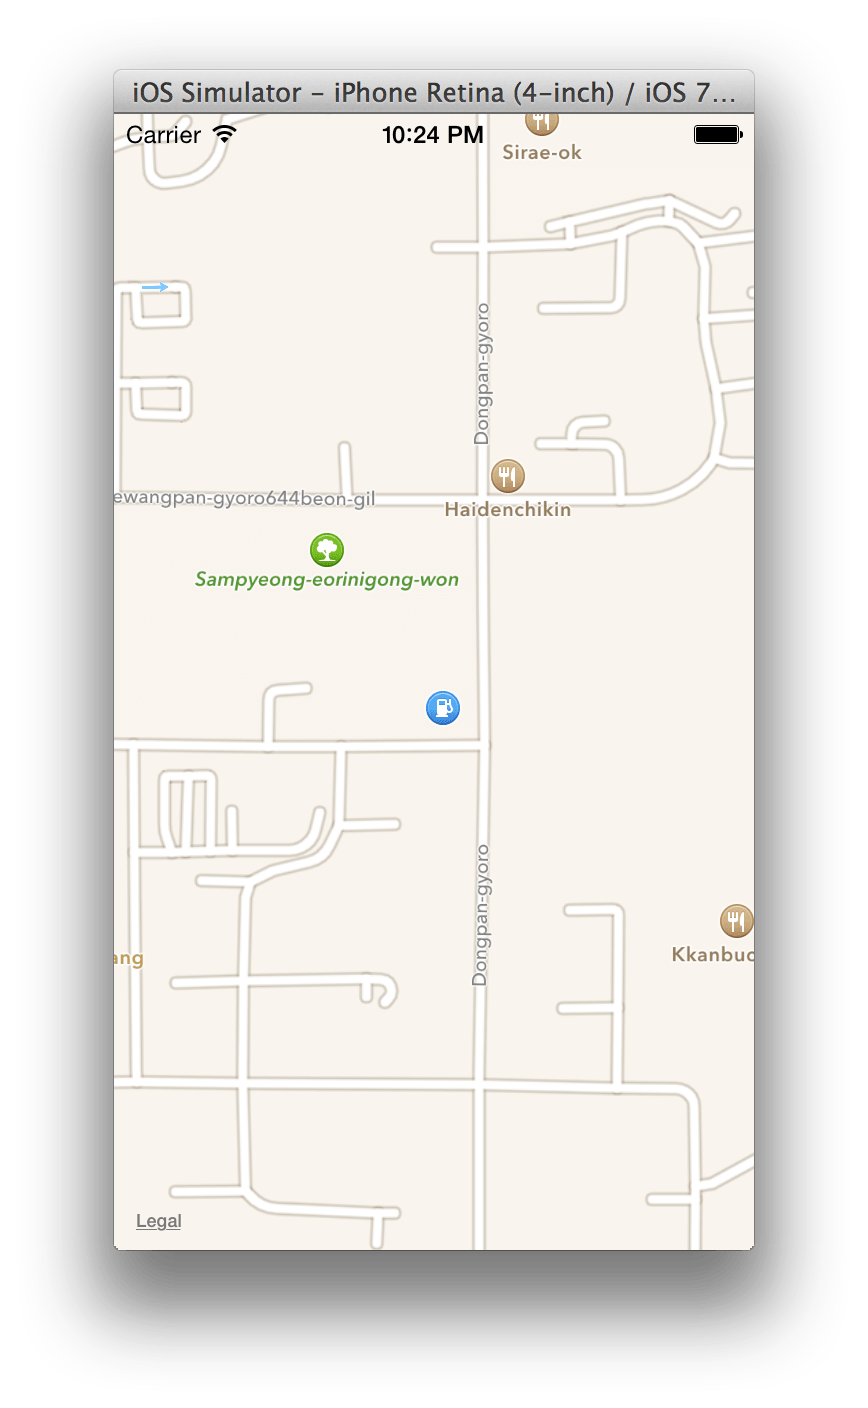 iOS Simulator – iPhone Retina (4-inch) / iOS 7...
Carrier 10:24 PM
Sirae-ok
Dongpan-gyoro
ewangpan-gyoro644beon-gil
Haidenchikin
Sampyeong-eorinigong-won
Dongpan-gyoro
ang
Kkanbuc
Legal